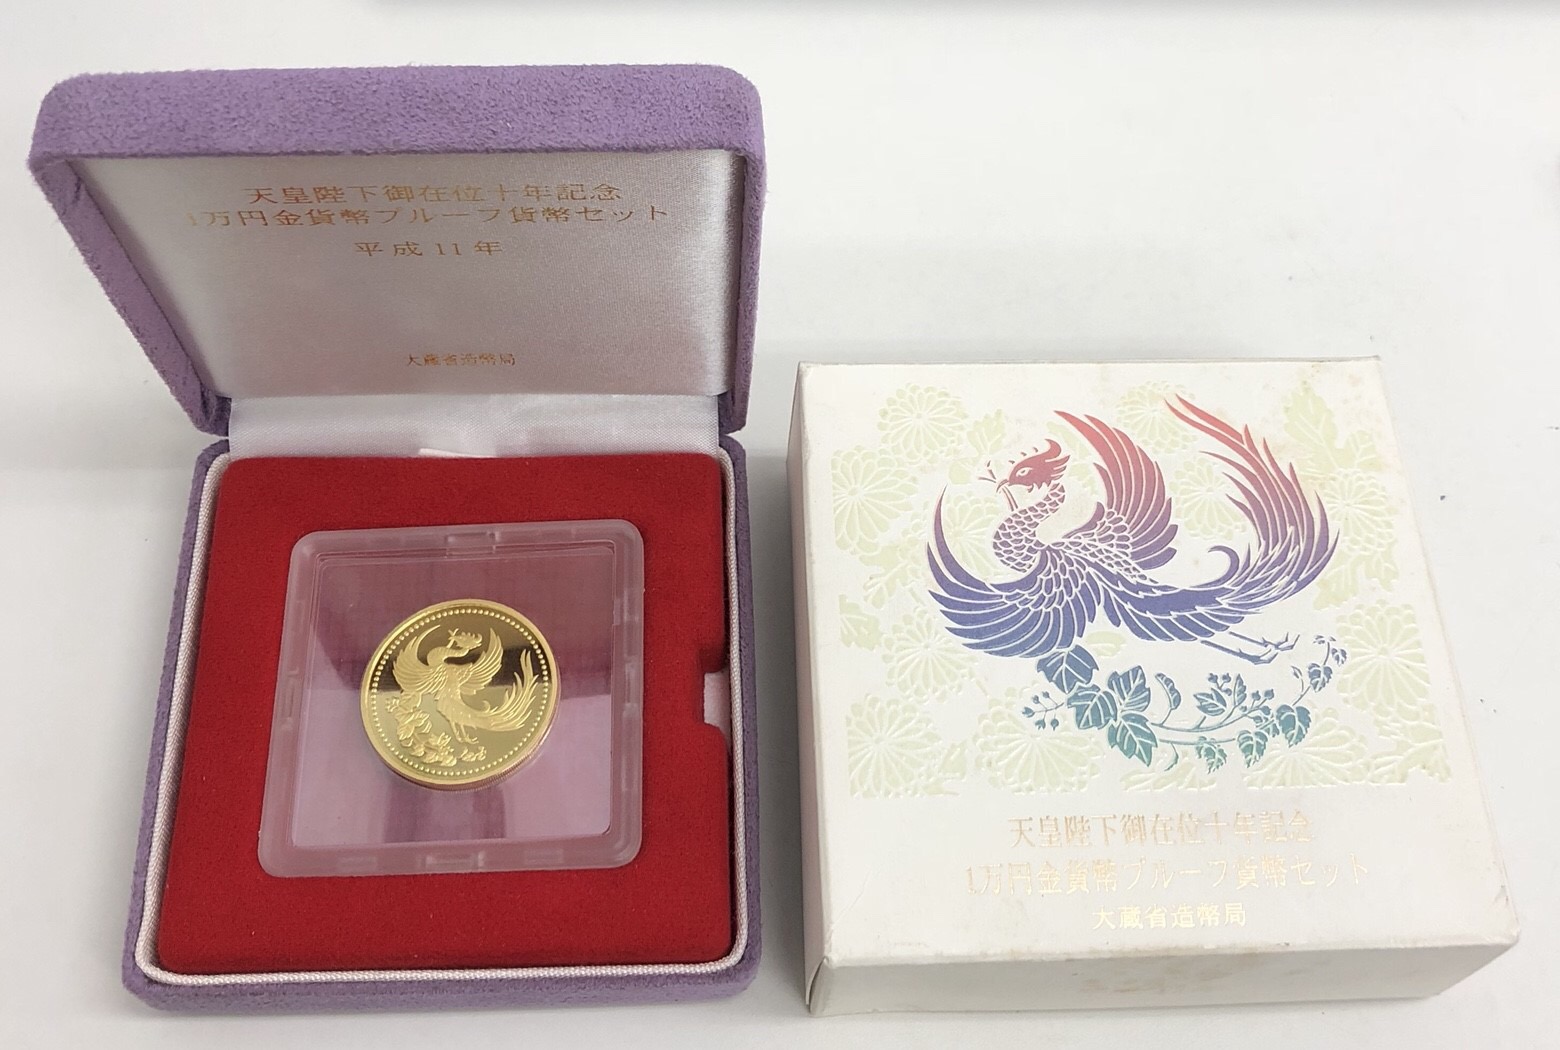 天皇陛下御在位十年記念
1万円金貨幣プルーフ貨幣セット
平成11年
大蔵省造幣局
天皇陛下御在位十年記念
1万円金貨幣プルーフ貨幣セット
大蔵省造幣局